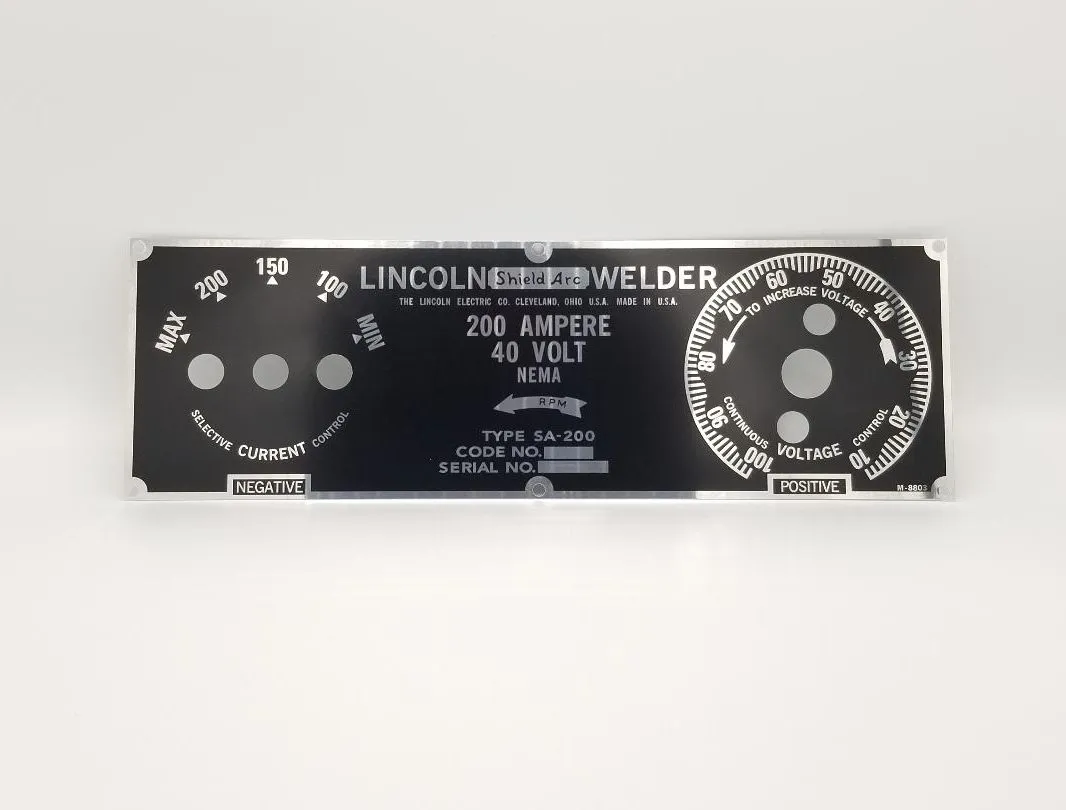 MAX 200 150 100 MIN
SELECTIVE CURRENT CONTROL
NEGATIVE
LINCOLN Shield Arc WELDER
THE LINCOLN ELECTRIC CO. CLEVELAND, OHIO U.S.A. MADE IN U.S.A.
200 AMPERE
40 VOLT
NEMA
RPM
TYPE SA-200
CODE NO.
SERIAL NO.
TO INCREASE VOLTAGE
100 90 80 70 60 50 40 30 20 10
CONTINUOUS VOLTAGE CONTROL
POSITIVE
M-8803